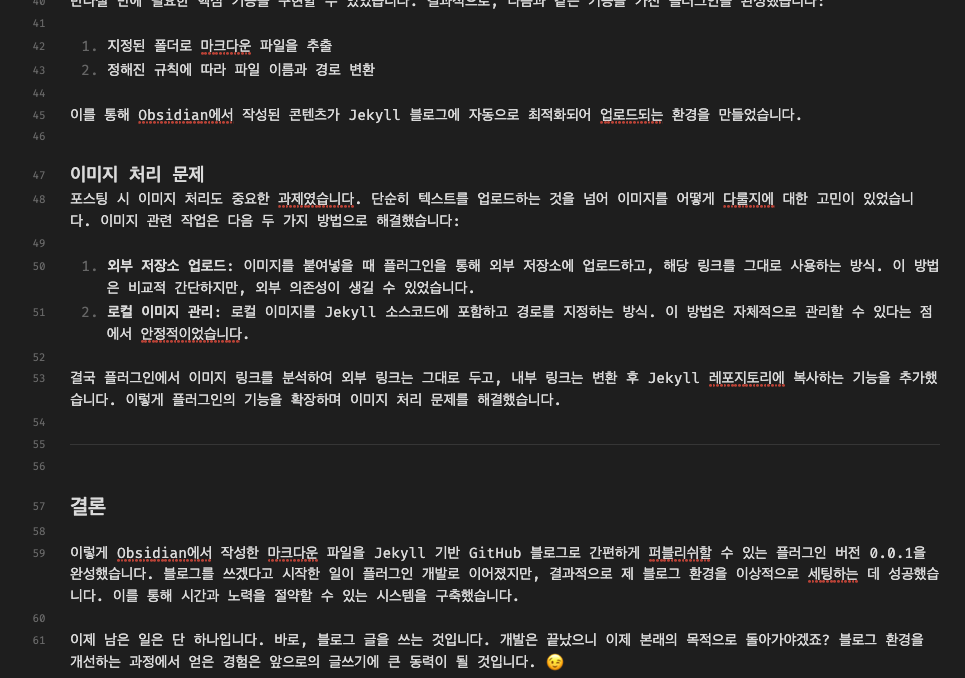 41
42 1. 지정된 폴더로 마크다운 파일을 추출
43 2. 정해진 규칙에 따라 파일 이름과 경로 변환
44
45 이를 통해 Obsidian에서 작성된 콘텐츠가 Jekyll 블로그에 자동으로 최적화되어 업로드되는 환경을 만들었습니다.
46
47 이미지 처리 문제
48 포스팅 시 이미지 처리도 중요한 과제였습니다. 단순히 텍스트를 업로드하는 것을 넘어 이미지를 어떻게 다룰지에 대한 고민이 있었습니
다. 이미지 관련 작업은 다음 두 가지 방법으로 해결했습니다:
49
50 1. 외부 저장소 업로드: 이미지를 붙여넣을 때 플러그인을 통해 외부 저장소에 업로드하고, 해당 링크를 그대로 사용하는 방식. 이 방법
은 비교적 간단하지만, 외부 의존성이 생길 수 있었습니다.
51 2. 로컬 이미지 관리: 로컬 이미지를 Jekyll 소스코드에 포함하고 경로를 지정하는 방식. 이 방법은 자체적으로 관리할 수 있다는 점
에서 안정적이었습니다.
52
53 결국 플러그인에서 이미지 링크를 분석하여 외부 링크는 그대로 두고, 내부 링크는 변환 후 Jekyll 레포지토리에 복사하는 기능을 추가했
습니다. 이렇게 플러그인의 기능을 확장하며 이미지 처리 문제를 해결했습니다.
54
55
56
57 결론
58
59 이렇게 Obsidian에서 작성한 마크다운 파일을 Jekyll 기반 GitHub 블로그로 간편하게 퍼블리쉬할 수 있는 플러그인 버전 0.0.1을
완성했습니다. 블로그를 쓰겠다고 시작한 일이 플러그인 개발로 이어졌지만, 결과적으로 제 블로그 환경을 이상적으로 세팅하는 데 성공했습
니다. 이를 통해 시간과 노력을 절약할 수 있는 시스템을 구축했습니다.
60
61 이제 남은 일은 단 하나입니다. 바로, 블로그 글을 쓰는 것입니다. 개발은 끝났으니 이제 본래의 목적으로 돌아가야겠죠? 블로그 환경을
개선하는 과정에서 얻은 경험은 앞으로의 글쓰기에 큰 동력이 될 것입니다. 😉